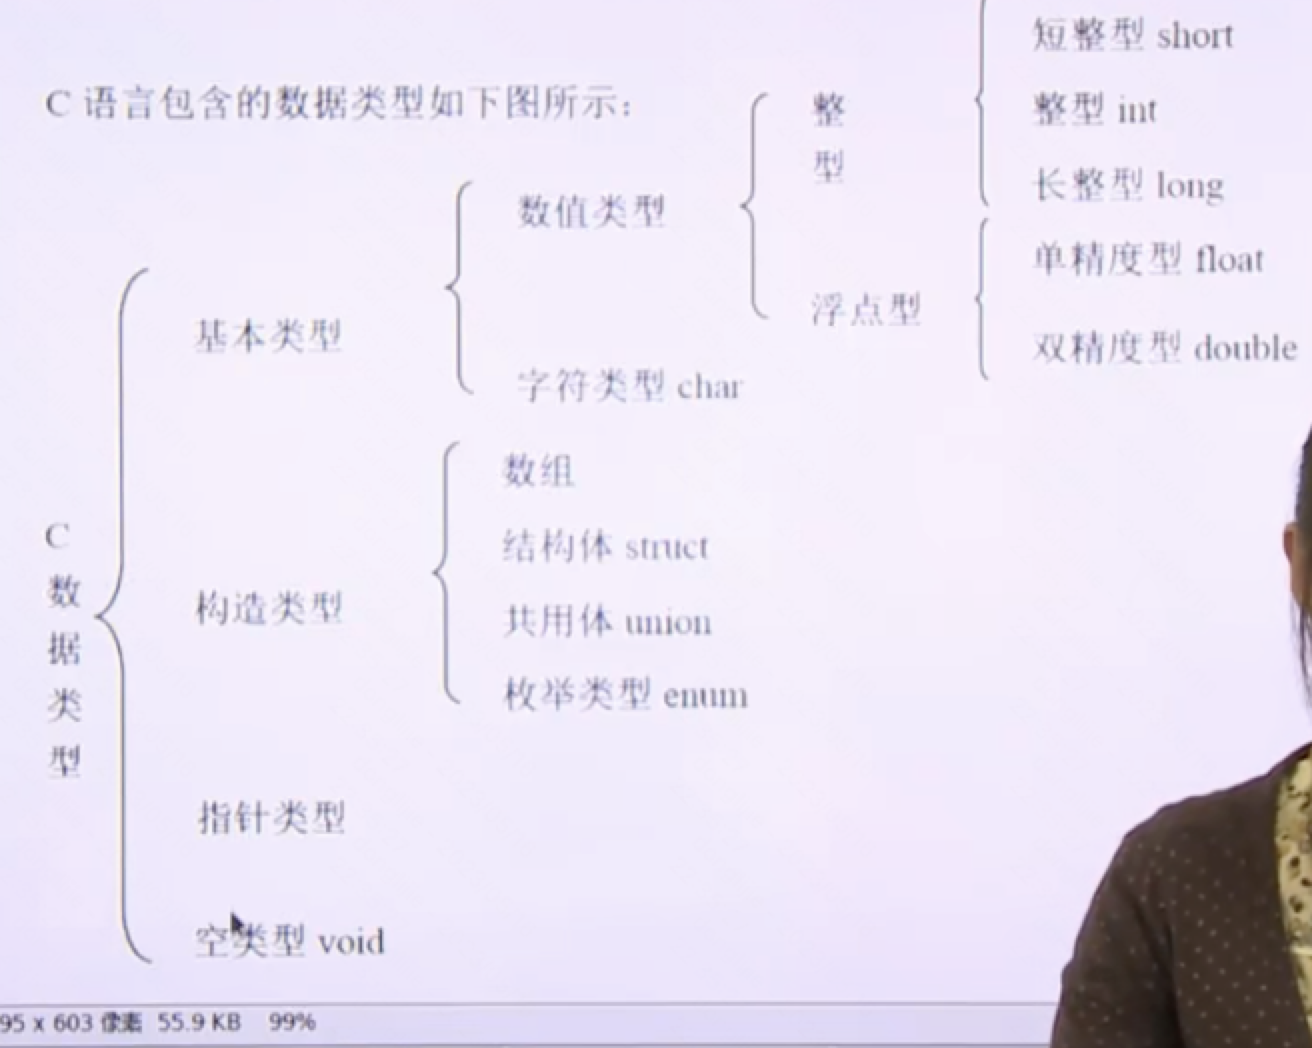 C 语言包含的数据类型如下图所示：
C数据类型
基本类型
数值类型
整型
短整型 short
整型 int
长整型 long
浮点型
单精度型 float
双精度型 double
字符类型 char
构造类型
数组
结构体 struct
共用体 union
枚举类型 enum
指针类型
空类型 void
95 x 603 像素 55.9 KB 99%